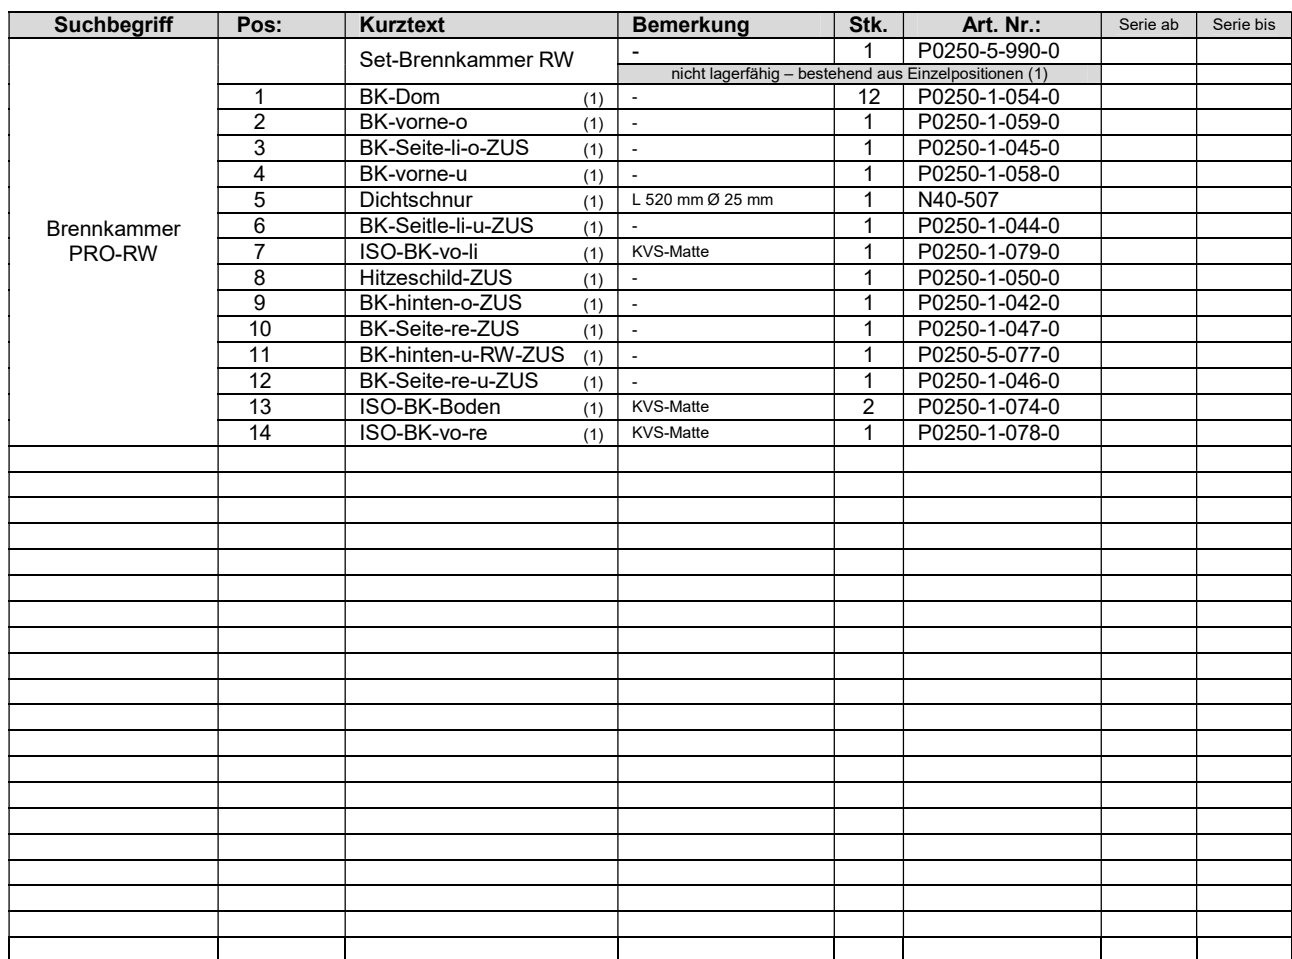 Suchbegriff Pos: Kurztext Bemerkung Stk. Art. Nr.: Serie ab Serie bis
Set-Brennkammer RW - 1 P0250-5-990-0
nicht lagerfähig – bestehend aus Einzelpositionen (1)
1 BK-Dom (1) - 12 P0250-1-054-0
2 BK-vorne-o (1) - 1 P0250-1-059-0
3 BK-Seite-li-o-ZUS (1) - 1 P0250-1-045-0
4 BK-vorne-u (1) - 1 P0250-1-058-0
5 Dichtschnur (1) L 520 mm Ø 25 mm 1 N40-507
Brennkammer 6 BK-Seitle-li-u-ZUS (1) - 1 P0250-1-044-0
PRO-RW 7 ISO-BK-vo-li (1) KVS-Matte 1 P0250-1-079-0
8 Hitzeschild-ZUS (1) - 1 P0250-1-050-0
9 BK-hinten-o-ZUS (1) - 1 P0250-1-042-0
10 BK-Seite-re-ZUS (1) - 1 P0250-1-047-0
11 BK-hinten-u-RW-ZUS (1) - 1 P0250-5-077-0
12 BK-Seite-re-u-ZUS (1) - 1 P0250-1-046-0
13 ISO-BK-Boden (1) KVS-Matte 2 P0250-1-074-0
14 ISO-BK-vo-re (1) KVS-Matte 1 P0250-1-078-0